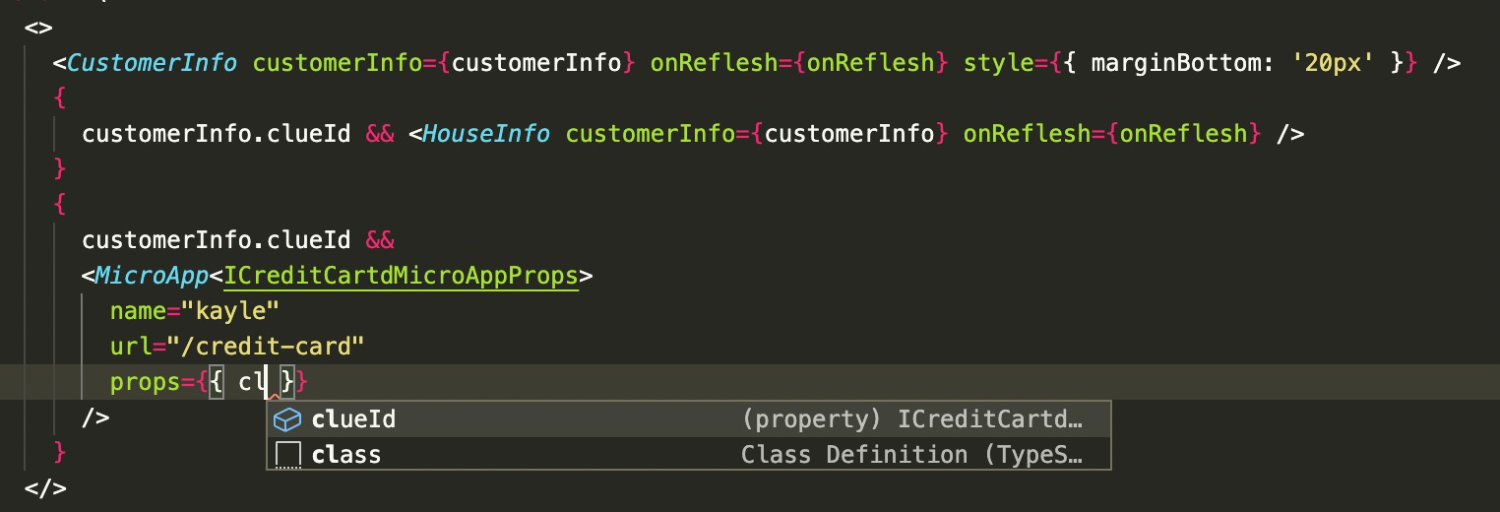 <>
<CustomerInfo customerInfo={customerInfo} onReflesh={onReflesh} style={{ marginBottom: '20px' }} />
{
customerInfo.clueId && <HouseInfo customerInfo={customerInfo} onReflesh={onReflesh} />
}
{
customerInfo.clueId &&
<MicroApp<ICreditCartdMicroAppProps>
name="kayle"
url="/credit-card"
props={{ cl }}
/>
clueId (property) ICreditCartd…
class Class Definition (TypeS…
}
</>